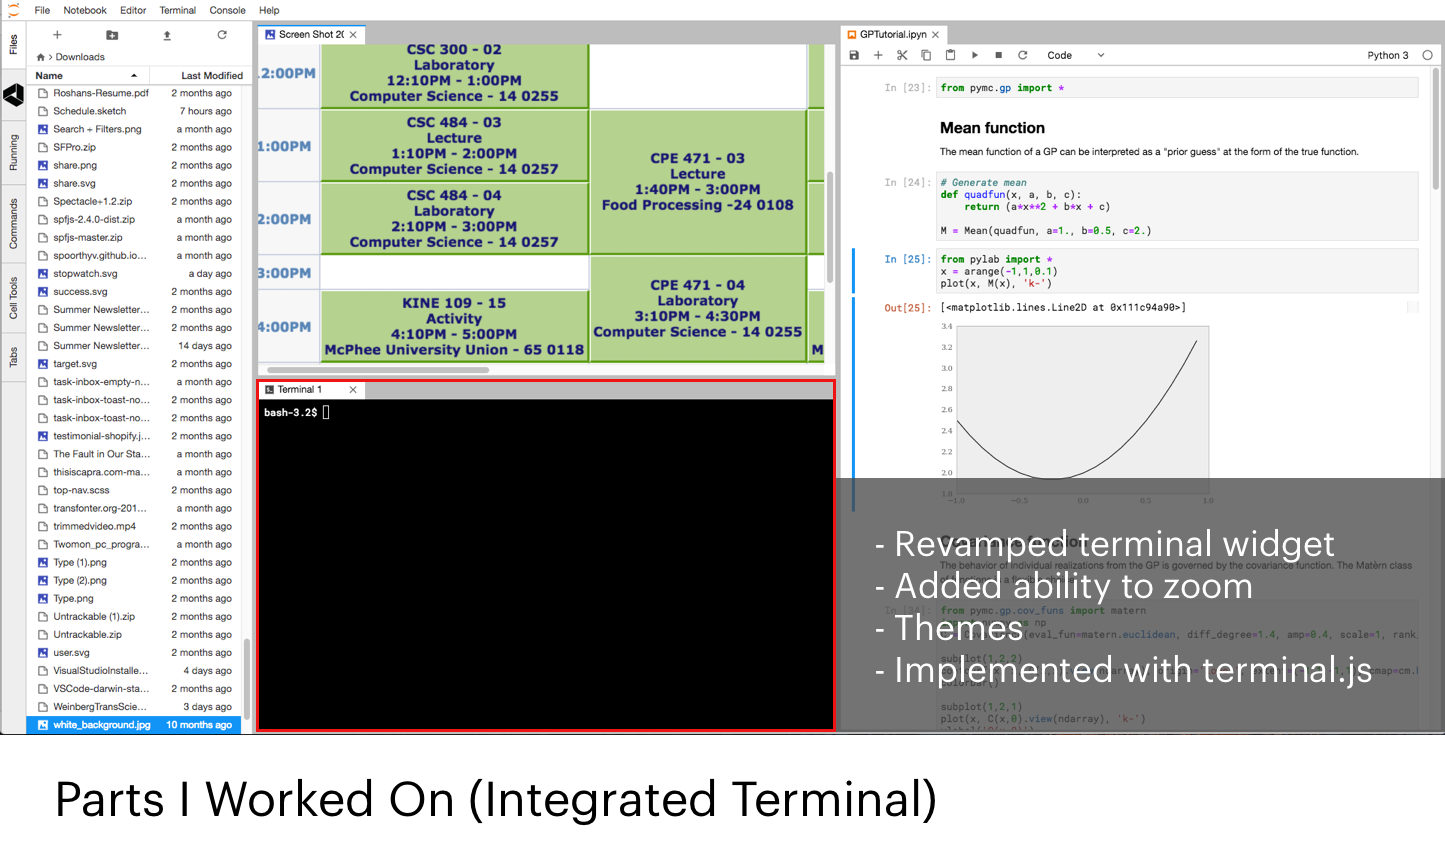 File Notebook Editor Terminal Console Help
Files
Running
Commands
Cell Tools
Tabs
Downloads
Name Last Modified
Roshans-Resume.pdf 2 months ago
Schedule.sketch 7 hours ago
Search + Filters.png a month ago
SFPro.zip 2 months ago
share.png 2 months ago
share.svg 2 months ago
Spectacle+1.2.zip 2 months ago
spfjs-2.4.0-dist.zip a month ago
spfjs-master.zip a month ago
spoorthyv.github.io... a month ago
stopwatch.svg a day ago
success.svg 2 months ago
Summer Newsletter... 2 months ago
Summer Newsletter... 2 months ago
Summer Newsletter... 14 days ago
target.svg 2 months ago
task-inbox-empty-n... a month ago
task-inbox-toast-no... 2 months ago
task-inbox-toast-no... 2 months ago
testimonial-shopify.j... 2 months ago
The Fault in Our Sta... a month ago
thisiscapra.com-ma... a month ago
top-nav.scss 2 months ago
transfonter.org-201... a month ago
trimmedvideo.mp4 2 months ago
Twomon_pc_progra... a month ago
Type (1).png 2 months ago
Type (2).png 2 months ago
Type.png 2 months ago
Untrackable (1).zip 2 months ago
Untrackable.zip 2 months ago
user.svg 2 months ago
VisualStudioInstalle... 4 days ago
VSCode-darwin-sta... 2 months ago
WeinbergTransScie... 3 days ago
white_background.jpg 10 months ago
Screen Shot 20
2:00PM
1:00PM
2:00PM
3:00PM
4:00PM
CSC 300 - 02
Laboratory
12:10PM - 1:00PM
Computer Science - 14 0255
CSC 484 - 03
Lecture
1:10PM - 2:00PM
Computer Science - 14 0257
CSC 484 - 04
Laboratory
2:10PM - 3:00PM
Computer Science - 14 0257
KINE 109 - 15
Activity
4:10PM - 5:00PM
McPhee University Union - 65 0118
CPE 471 - 03
Lecture
1:40PM - 3:00PM
Food Processing -24 0108
CPE 471 - 04
Laboratory
3:10PM - 4:30PM
Computer Science - 14 0255
M
Terminal 1
bash-3.2$
GPTutorial.ipyn
Code Python 3
In [23]: from pymc.gp import *
Mean function
The mean function of a GP can be interpreted as a "prior guess" at the form of the true function.
In [24]: # Generate mean
def quadfun(x, a, b, c):
return (a*x**2 + b*x + c)
M = Mean(quadfun, a=1., b=0.5, c=2.)
In [25]: from pylab import *
x = arange(-1,1,0.1)
plot(x, M(x), 'k-')
Out[25]: [<matplotlib.lines.Line2D at 0x111c94a90>]
3.4
3.2
3.0
2.8
2.6
2.4
2.2
2.0
1.8
−1.0 −0.5 0.0 0.5 1.0
- Revamped terminal widget
The behavior of individual realizations from the GP is governed by the covariance function. The Matèrn class
- Added ability to zoom
from pymc.gp.cov_funs import matern
- Themes
(eval_fun=matern.euclidean, diff_degree=1.4, amp=0.4, scale=1, rank
subplot(1,2,2)
- Implemented with terminal.js
subplot(1,2,1)
plot(x, C(x,0).view(ndarray), 'k-')
Parts I Worked On (Integrated Terminal)